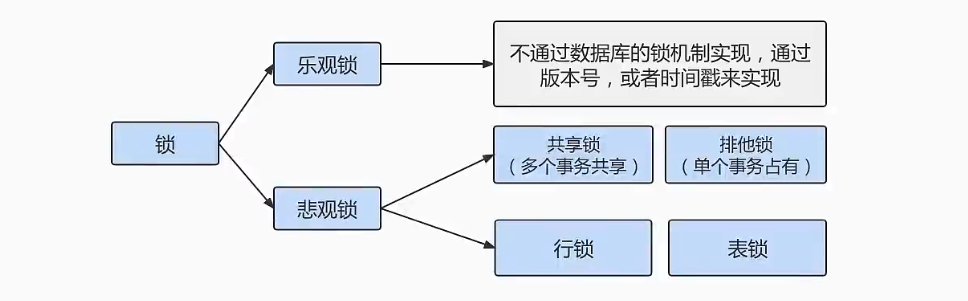 乐观锁
不通过数据库的锁机制实现，通过
版本号，或者时间戳来实现
锁
共享锁
（多个事务共享）
排他锁
（单个事务占有）
悲观锁
行锁
表锁